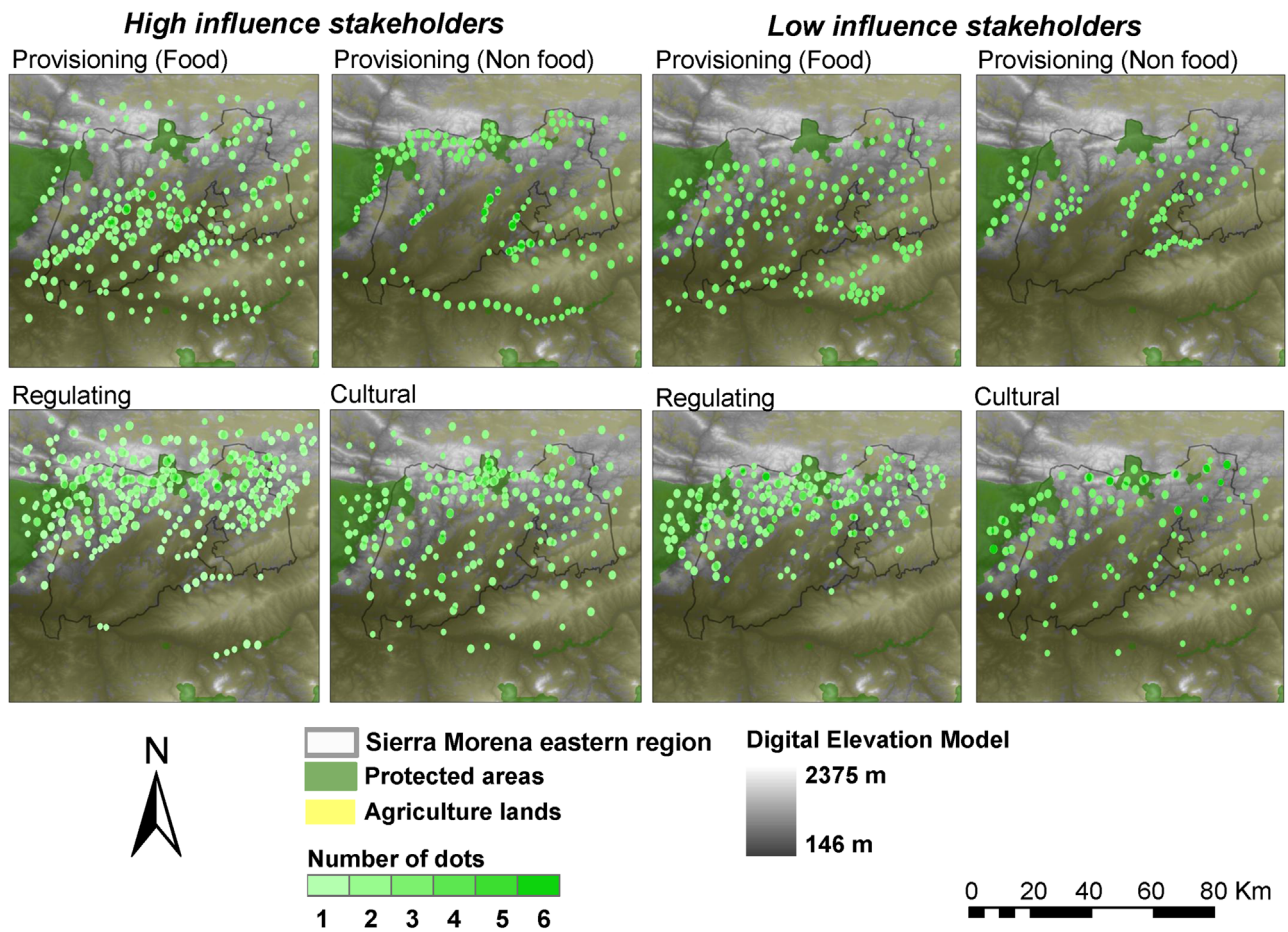 High influence stakeholders
Low influence stakeholders
Provisioning (Food)
Provisioning (Non food)
Provisioning (Food)
Provisioning (Non food)
Regulating
Cultural
Regulating
Cultural
N
Sierra Morena eastern region
Protected areas
Agriculture lands
Number of dots
1 2 3 4 5 6
Digital Elevation Model
2375 m
146 m
0 20 40 60 80 Km